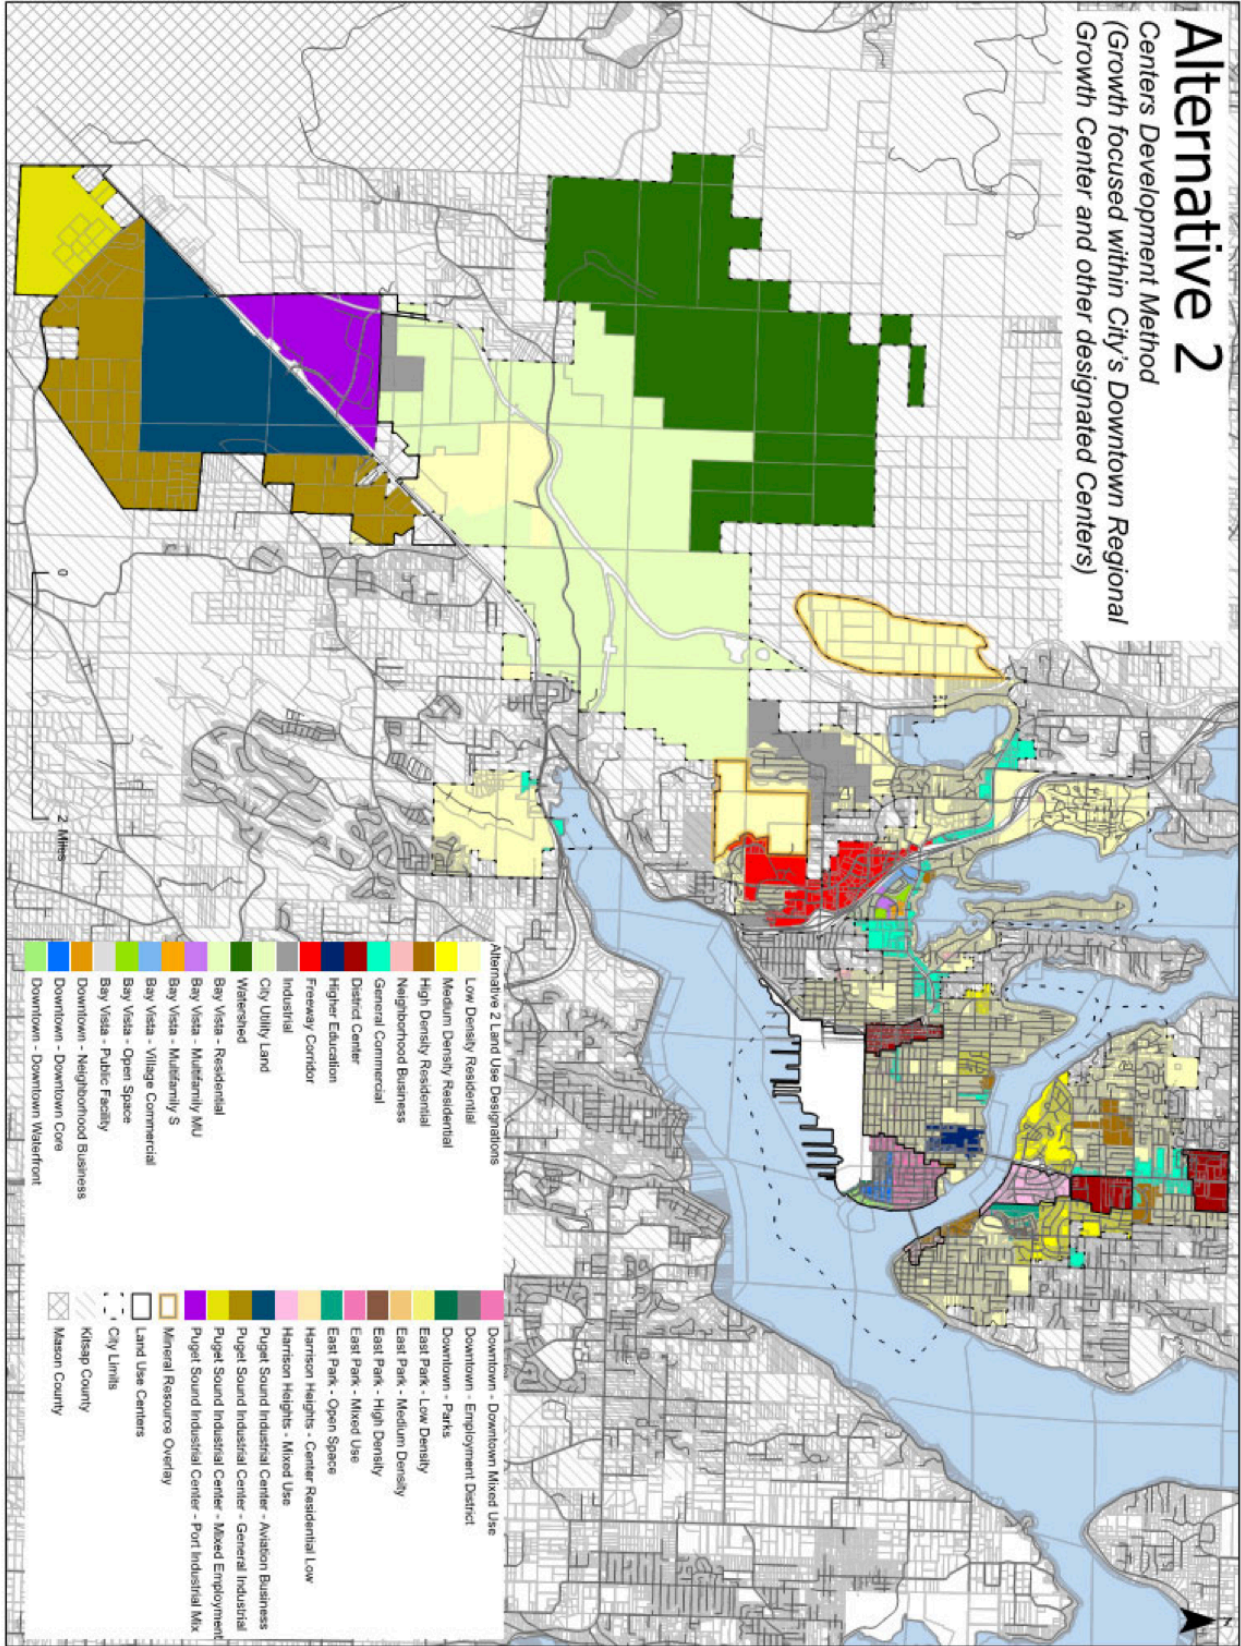 Alternative 2
Centers Development Method
(Growth focused within City's Downtown Regional
Growth Center and other designated Centers)
0
2 Miles
Alternative 2 Land Use Designations
Low Density Residential
Medium Density Residential
High Density Residential
Neighborhood Business
General Commercial
District Center
Higher Education
Freeway Corridor
Industrial
City Utility Land
Watershed
Bay Vista - Residential
Bay Vista - Multifamily MU
Bay Vista - Multifamily S
Bay Vista - Village Commercial
Bay Vista - Open Space
Bay Vista - Public Facility
Downtown - Neighborhood Business
Downtown - Downtown Core
Downtown - Downtown Waterfront
Downtown - Downtown Mixed Use
Downtown - Employment District
Downtown - Parks
East Park - Low Density
East Park - Medium Density
East Park - High Density
East Park - Mixed Use
East Park - Open Space
Harrison Heights - Center Residential Low
Harrison Heights - Mixed Use
Puget Sound Industrial Center - Aviation Business
Puget Sound Industrial Center - General Industrial
Puget Sound Industrial Center - Mixed Employment
Puget Sound Industrial Center - Port Industrial Mix
Mineral Resource Overlay
Land Use Centers
City Limits
Kitsap County
Mason County